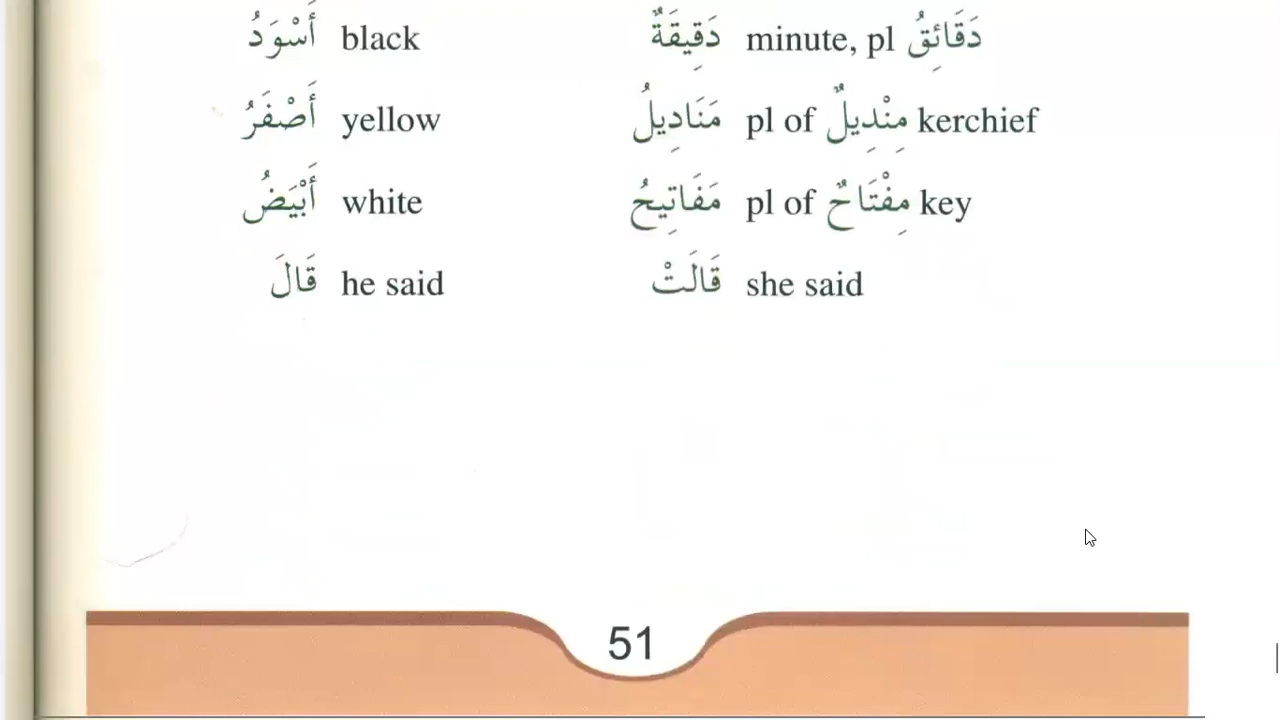 أَسْوَدُ black دَقِيقَةٌ minute, pl دَقَائِقُ
أَصْفَرُ yellow مَنَادِيلُ pl of مِنْدِيلٌ kerchief
أَبْيَضُ white مَفَاتِيحُ pl of مِفْتَاحٌ key
قَالَ he said قَالَتْ she said
51